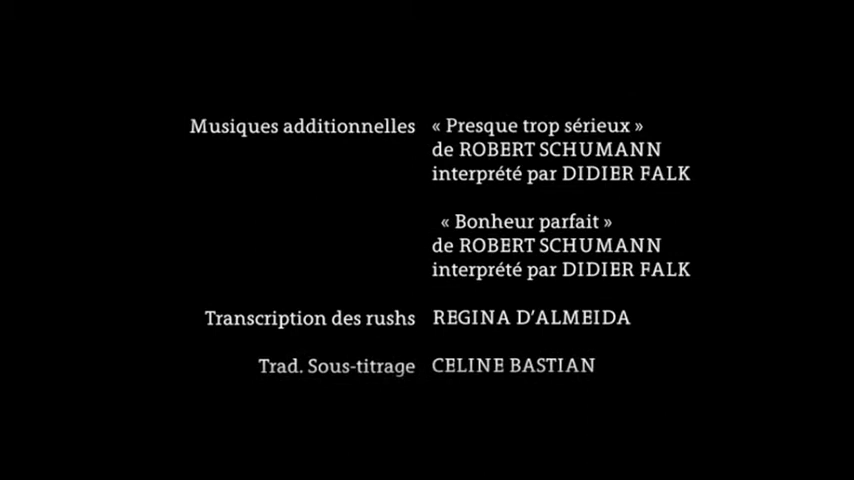 Musiques additionnelles « Presque trop sérieux »
de ROBERT SCHUMANN
interprété par DIDIER FALK
« Bonheur parfait »
de ROBERT SCHUMANN
interprété par DIDIER FALK
Transcription des rushs REGINA D'ALMEIDA
Trad. Sous-titrage CELINE BASTIAN